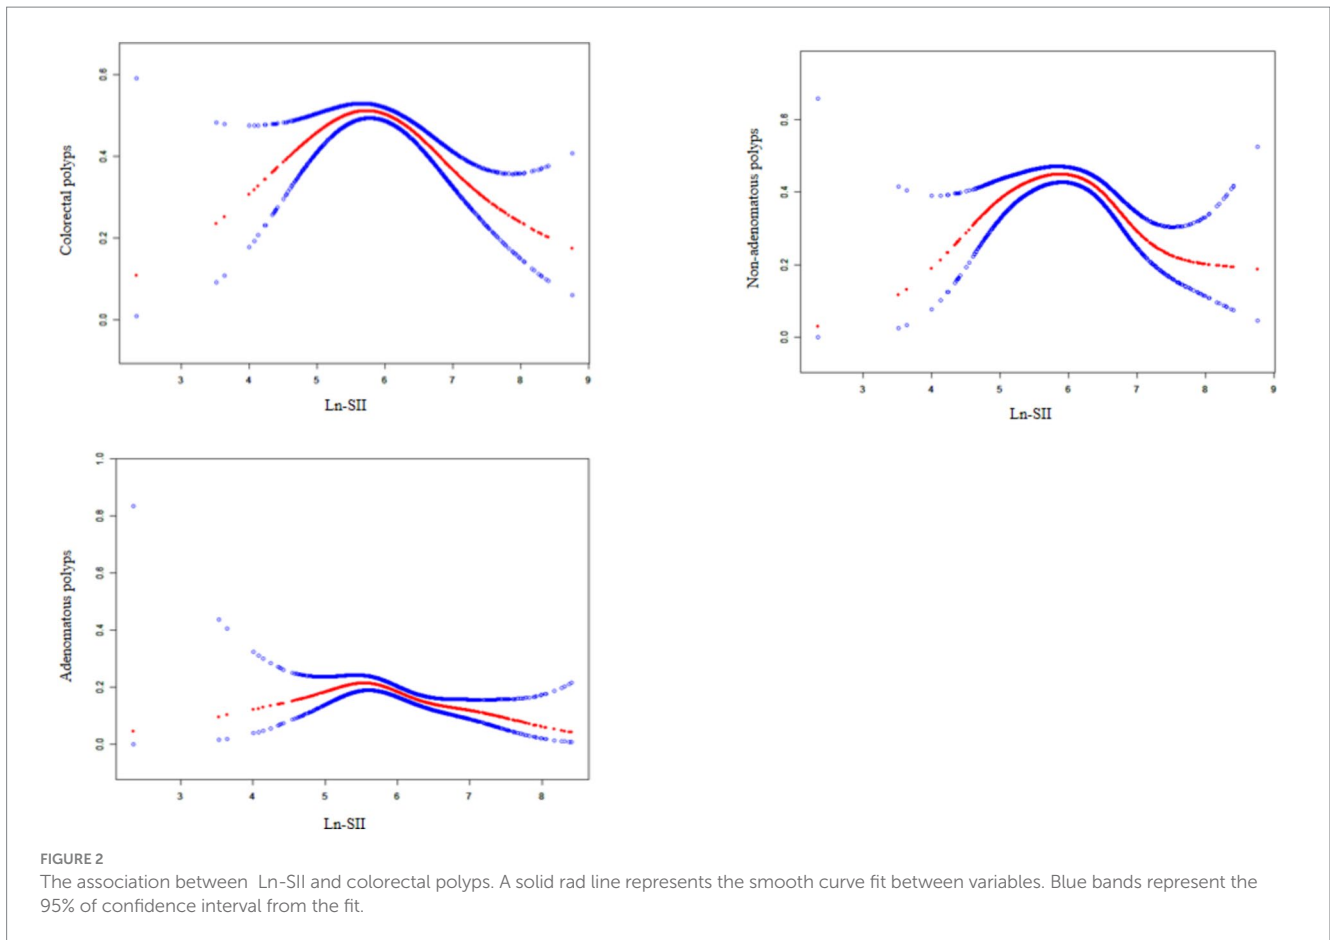 Colorectal polyps
0.6
0.4
0.2
0.0
3 4 5 6 7 8 9
Ln-SII
Non-adenomatous polyps
0.6
0.4
0.2
0.0
3 4 5 6 7 8 9
Ln-SII
Adenomatous polyps
1.0
0.8
0.6
0.4
0.2
0.0
3 4 5 6 7 8
Ln-SII
FIGURE 2
The association between Ln-SII and colorectal polyps. A solid rad line represents the smooth curve fit between variables. Blue bands represent the
95% of confidence interval from the fit.